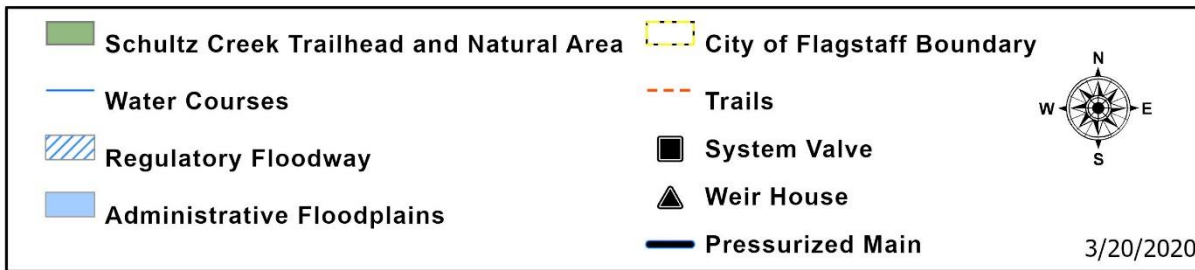 Schultz Creek Trailhead and Natural Area
Water Courses
Regulatory Floodway
Administrative Floodplains
City of Flagstaff Boundary
Trails
System Valve
Weir House
Pressurized Main
N
W E
S
3/20/2020